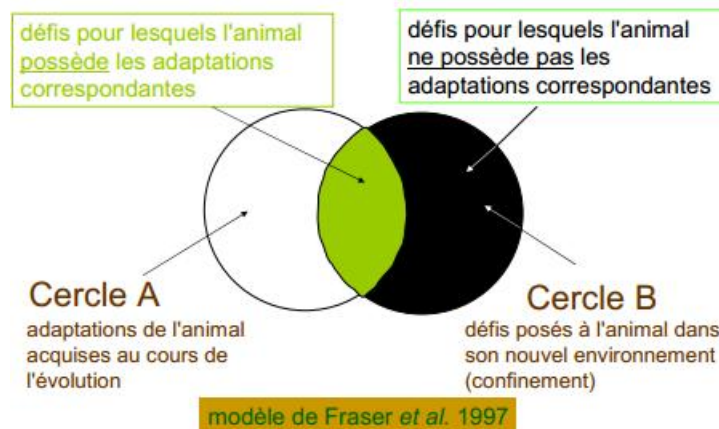 défis pour lesquels l'animal
possède les adaptations
correspondantes
défis pour lesquels l'animal
ne possède pas les
adaptations correspondants
Cercle A
adaptations de l'animal
acquises au cours de
l'évolution
Cercle B
défis posés à l'animal dans
son nouvel environnement
(confinement)
modèle de Fraser et al. 1997